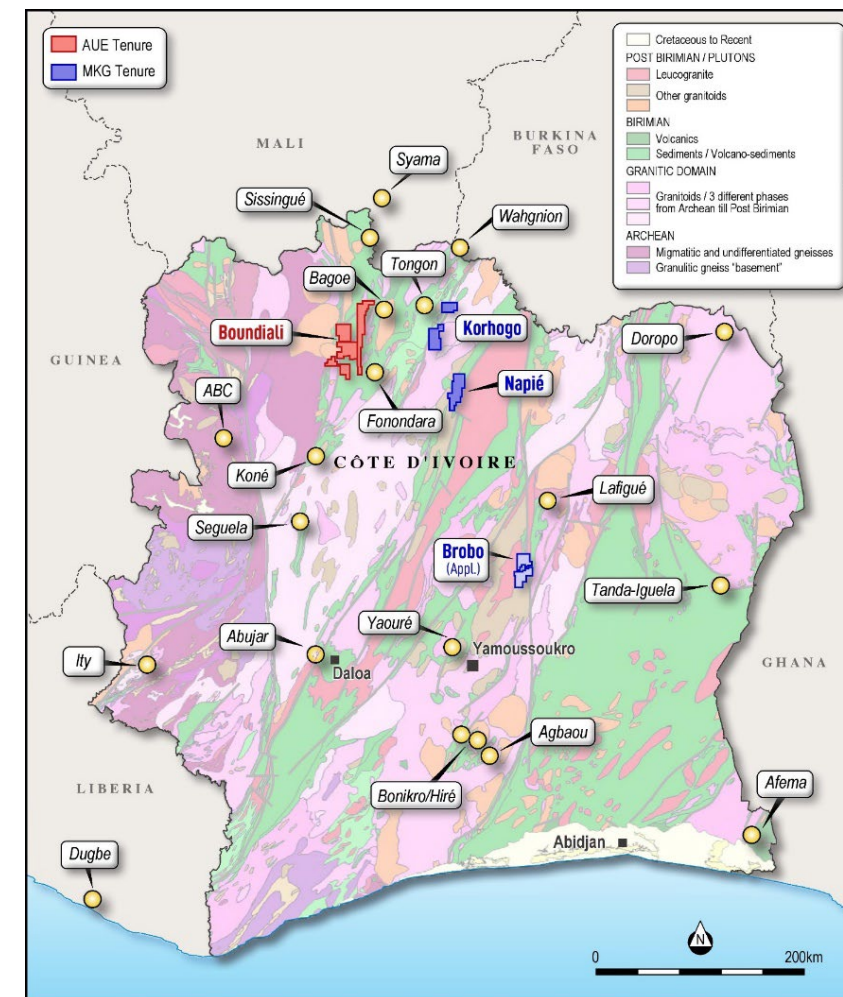 AUE Tenure
MKG Tenure
Cretaceous to Recent
POST BIRIMIAN / PLUTONS
Leucogranite
Other granitoids
BIRIMIAN
Volcanics
Sediments / Volcano-sediments
GRANITIC DOMAIN
Granitoids / 3 different phases
from Archean till Post Birimian
ARCHEAN
Migmatitic and undifferentiated gneisses
Granulitic gneiss "basement"
MALI
BURKINA
FASO
Syama
Sissingué
Wahgnion
Tongon
Bagoe
Boundiali
Korhogo
Doropo
GUINEA
Napié
ABC
Fonondara
CÔTE D'IVOIRE
Koné
Lafigué
Seguela
Brobo
(Appl.)
Tanda-Iguela
Yaouré
Abujar
Yamoussoukro
Ity
Daloa
GHANA
Agbaou
Bonikro/Hiré
LIBERIA
Afema
Abidjan
Dugbe
N
0 200km